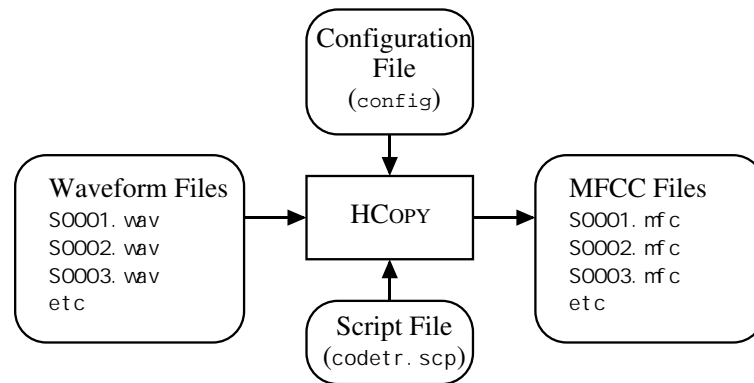 Configuration
File
(config)
Waveform Files
S0001.wav
S0002.wav
S0003.wav
etc
HCOPY
MFCC Files
S0001.mfc
S0002.mfc
S0003.mfc
etc
Script File
(codetr.scp)